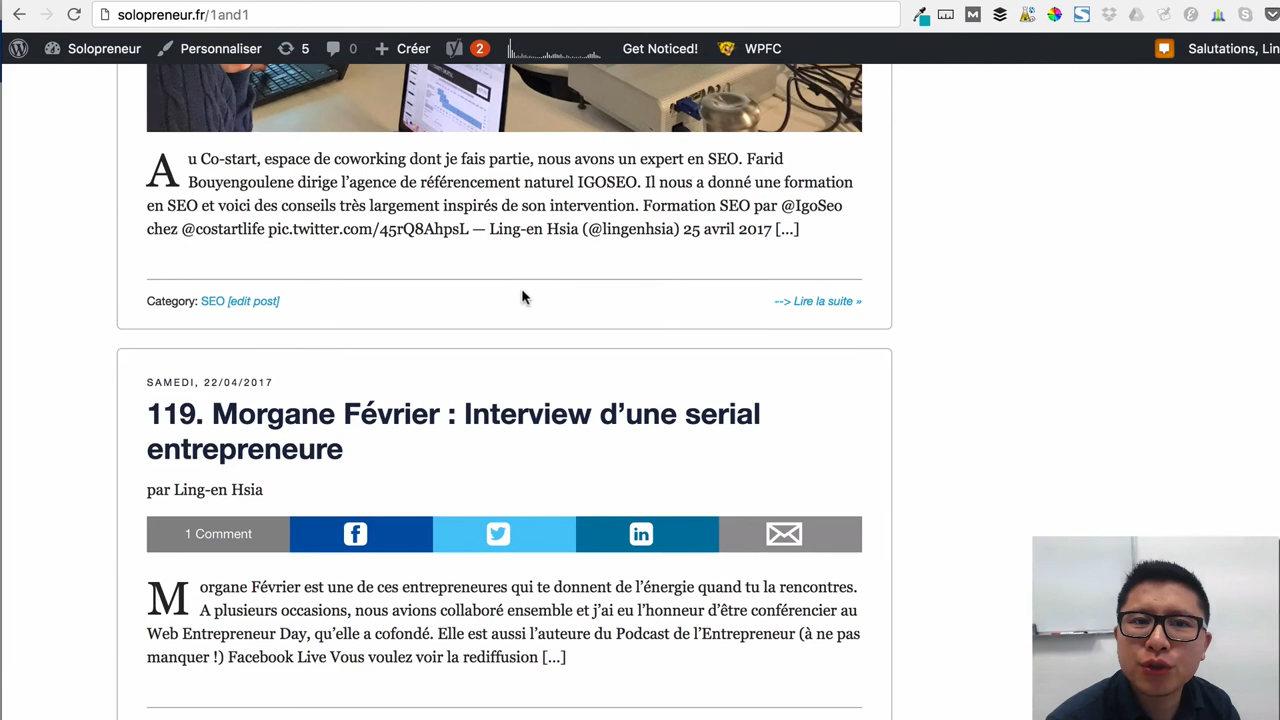 solopreneur.fr/1and1
Solopreneur Personnaliser 5 0 Créer 2 Get Noticed! WPFC Salutations, Lin
Au Co-start, espace de coworking dont je fais partie, nous avons un expert en SEO. Farid
Bouyengoulene dirige l’agence de référencement naturel IGOSEO. Il nous a donné une formation
en SEO et voici des conseils très largement inspirés de son intervention. Formation SEO par @IgoSeo
chez @costartlife pic.twitter.com/45rQ8AhpsL — Ling-en Hsia (@lingenhsia) 25 avril 2017 [...]
Category: SEO [edit post] --> Lire la suite »
SAMEDI, 22/04/2017
119. Morgane Février : Interview d’une serial
entrepreneure
par Ling-en Hsia
1 Comment
Morgane Février est une de ces entrepreneures qui te donnent de l’énergie quand tu la rencontres.
A plusieurs occasions, nous avions collaboré ensemble et j’ai eu l’honneur d’être conférencier au
Web Entrepreneur Day, qu’elle a cofondé. Elle est aussi l’auteure du Podcast de l’Entrepreneur (à ne pas
manquer !) Facebook Live Vous voulez voir la rediffusion [...]